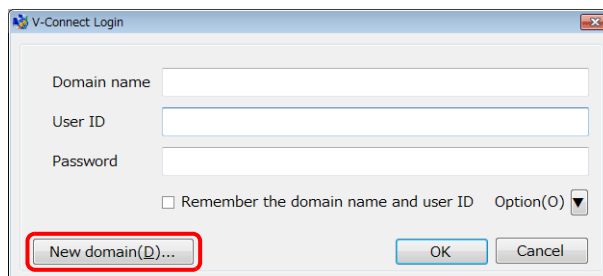 V-Connect Login
Domain name
User ID
Password
Remember the domain name and user ID Option(O) ▼
New domain(D)... OK Cancel